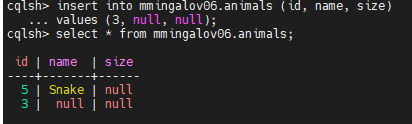 cqlsh> insert into mmingalov06.animals (id, name, size)
   ... values (3, null, null);
cqlsh> select * from mmingalov06.animals;
 id | name  | size
----+-------+------
  5 | Snake | null
  3 |  null | null